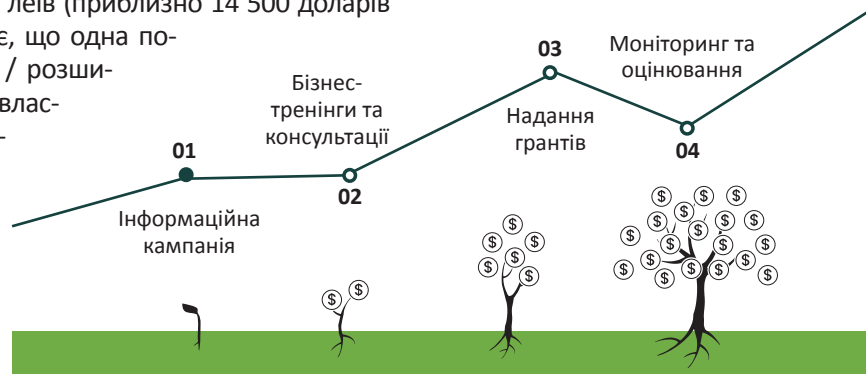 леїв (приблизно 14 500 доларів
є, що одна по-
/ розши-
влас-
-
01
Інформаційна
кампанія
Бізнес-
тренінги та
консультації
02
03
Надання
грантів
Моніторинг та
оцінювання
04
$ $
$ $ $ $ $ $ $
$ $ $ $ $ $ $ $ $ $ $ $ $ $ $ $ $ $